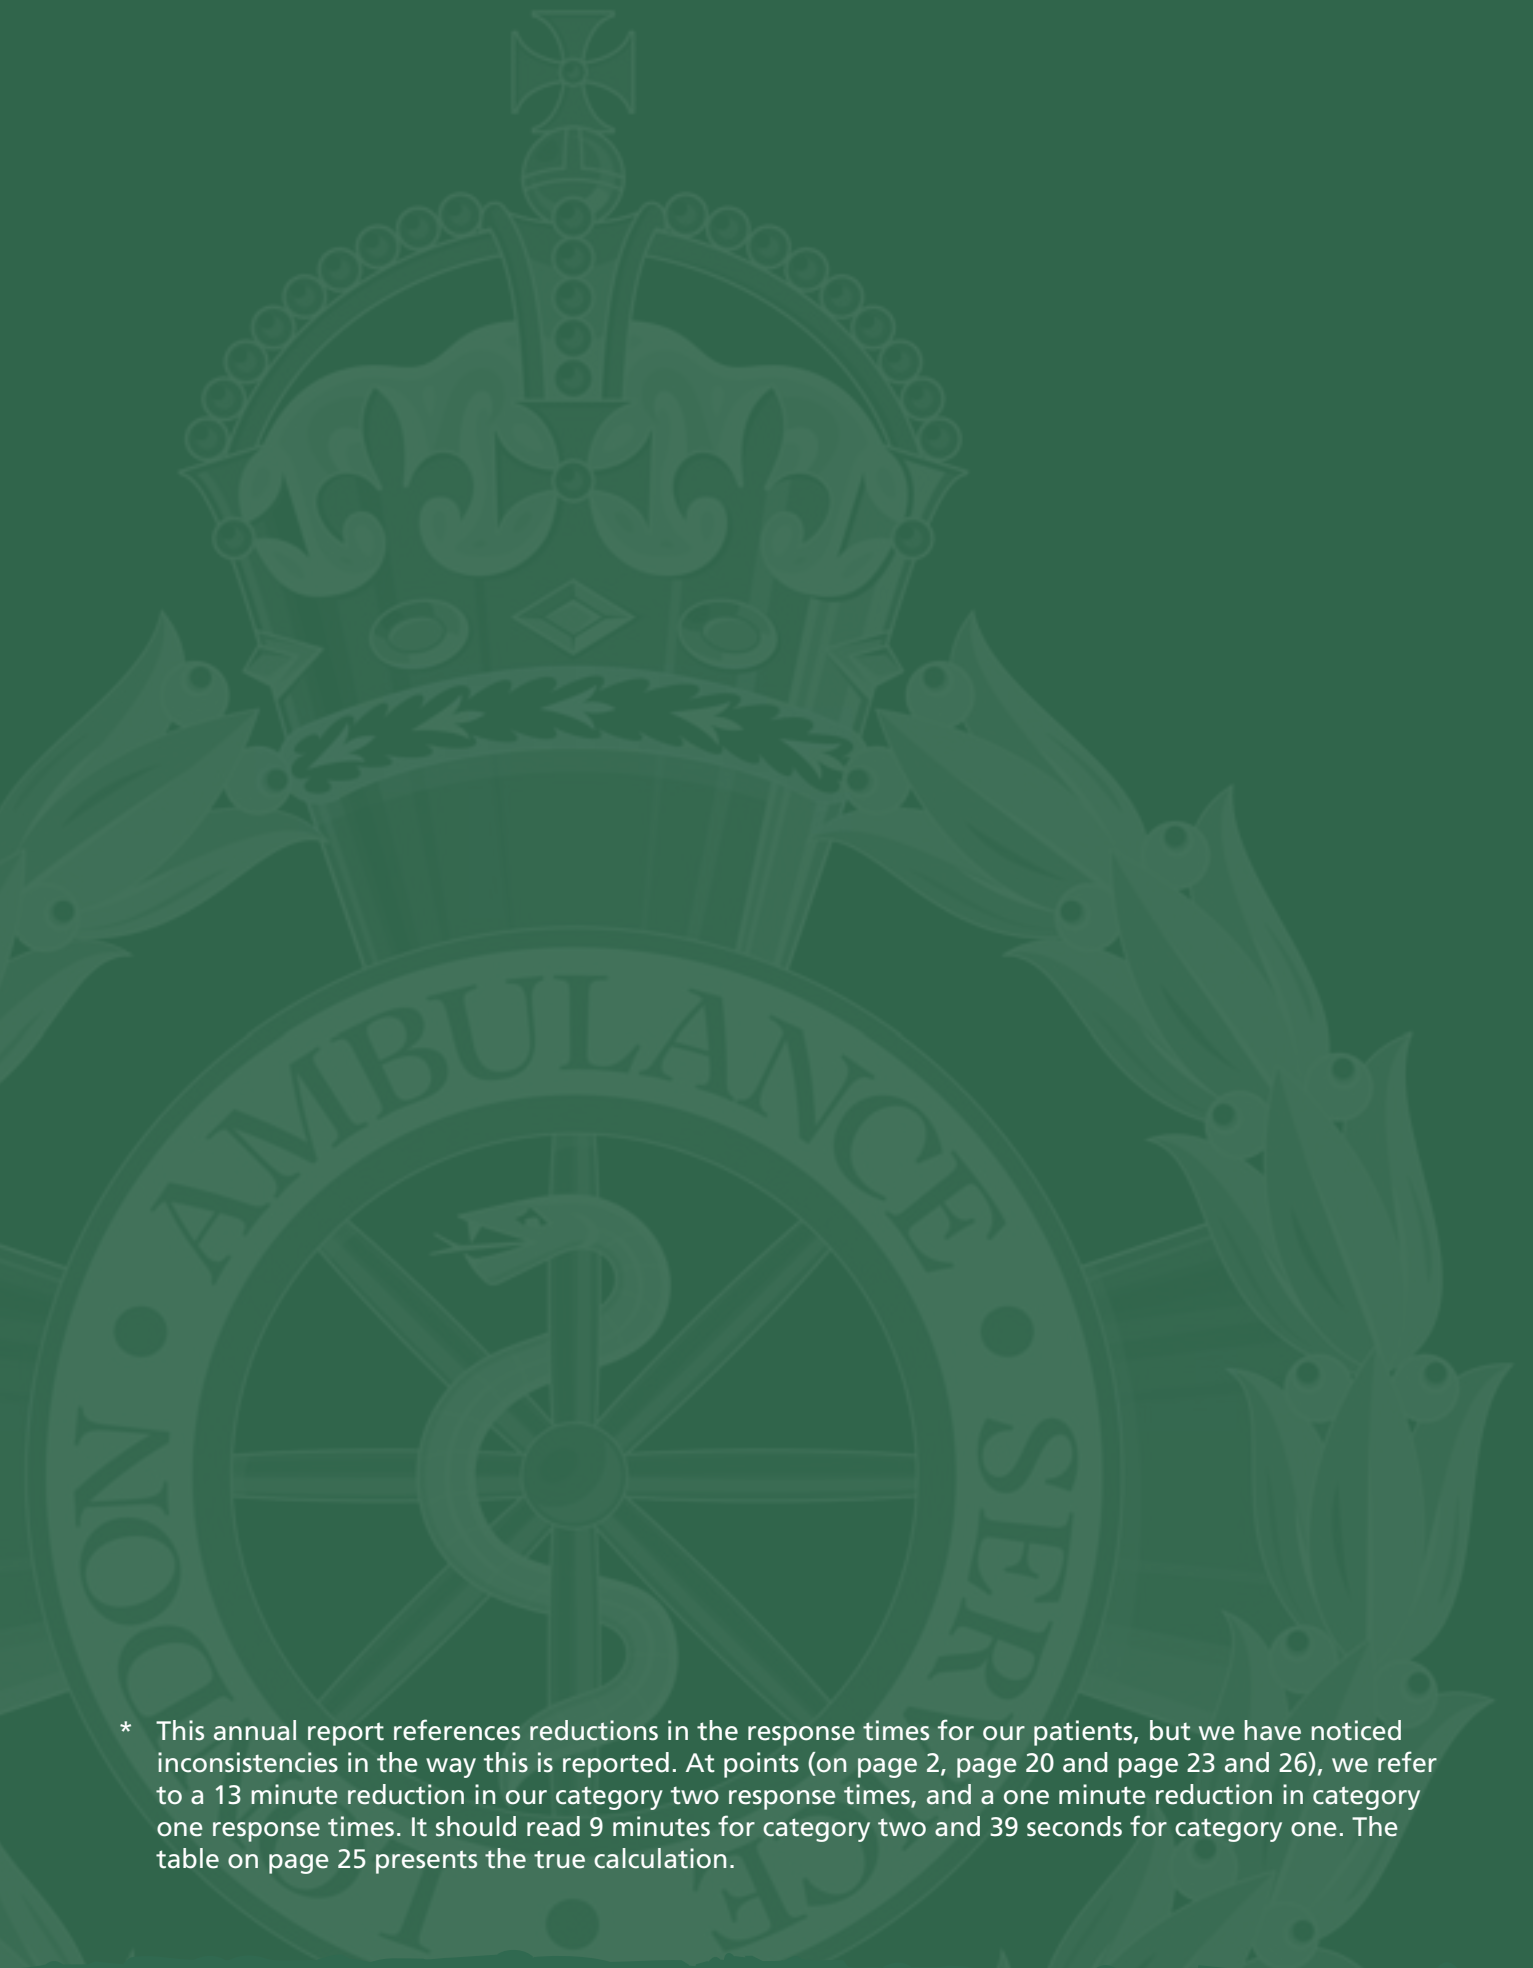 AMBULANCE SERVICE
LONDON
* This annual report references reductions in the response times for our patients, but we have noticed
inconsistencies in the way this is reported. At points (on page 2, page 20 and page 23 and 26), we refer
to a 13 minute reduction in our category two response times, and a one minute reduction in category
one response times. It should read 9 minutes for category two and 39 seconds for category one. The
table on page 25 presents the true calculation.